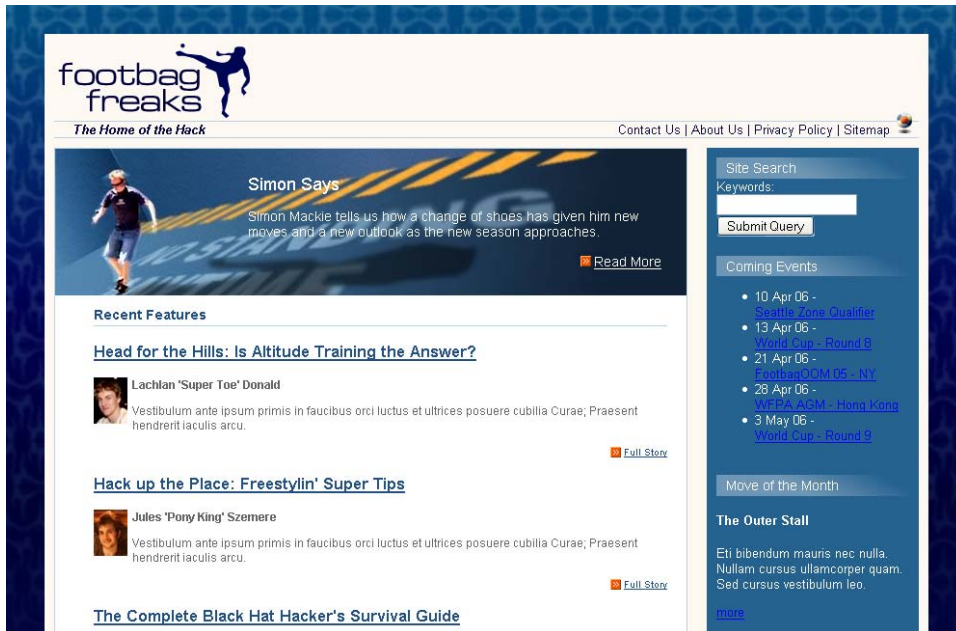 footbag
freaks
The Home of the Hack
Contact Us | About Us | Privacy Policy | Sitemap
Simon Says
Simon Mackie tells us how a change of shoes has given him new
moves and a new outlook as the new season approaches.
Read More
Recent Features
Head for the Hills: Is Altitude Training the Answer?
Lachlan 'Super Toe' Donald
Vestibulum ante ipsum primis in faucibus orci luctus et ultrices posuere cubilia Curae; Praesent
hendrerit iaculis arcu.
Full Story
Hack up the Place: Freestylin' Super Tips
Jules 'Pony King' Szemere
Vestibulum ante ipsum primis in faucibus orci luctus et ultrices posuere cubilia Curae; Praesent
hendrerit iaculis arcu.
Full Story
The Complete Black Hat Hacker's Survival Guide
Site Search
Keywords:
Submit Query
Coming Events
10 Apr 06 -
Seattle Zone Qualifier
13 Apr 06 -
World Cup - Round 8
21 Apr 06 -
FootbagOOM 05 - NY
28 Apr 06 -
WFPA AGM - Hong Kong
3 May 06 -
World Cup - Round 9
Move of the Month
The Outer Stall
Eti bibendum mauris nec nulla.
Nullam cursus ullamcorper quam.
Sed cursus vestibulum leo.
more